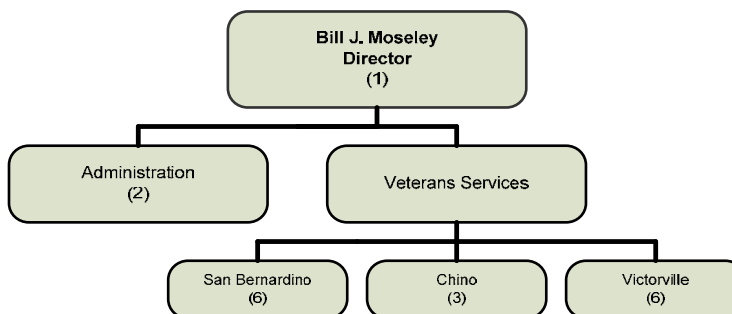 Bill J. Moseley
Director
(1)
Administration
(2)
Veterans Services
San Bernardino
(6)
Chino
(3)
Victorville
(6)